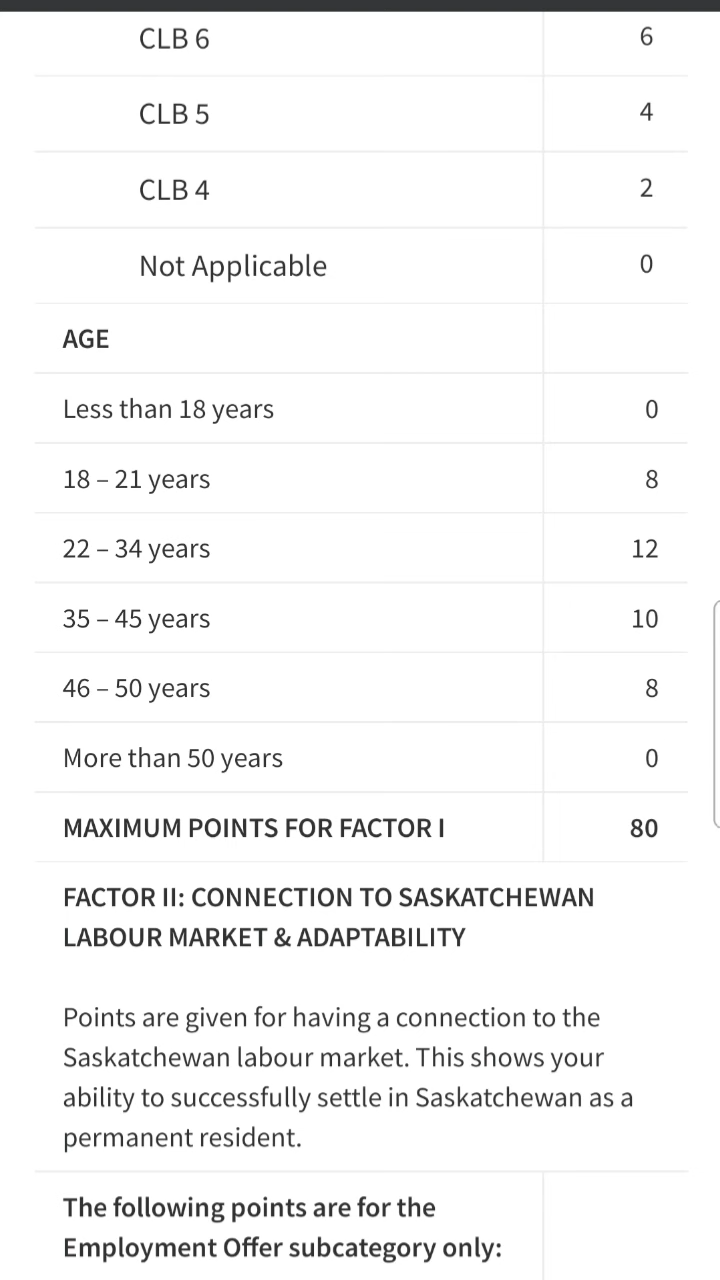 CLB 6 6
CLB 5 4
CLB 4 2
Not Applicable 0
AGE
Less than 18 years 0
18 – 21 years 8
22 – 34 years 12
35 – 45 years 10
46 – 50 years 8
More than 50 years 0
MAXIMUM POINTS FOR FACTOR I 80
FACTOR II: CONNECTION TO SASKATCHEWAN
LABOUR MARKET & ADAPTABILITY
Points are given for having a connection to the
Saskatchewan labour market. This shows your
ability to successfully settle in Saskatchewan as a
permanent resident.
The following points are for the
Employment Offer subcategory only: